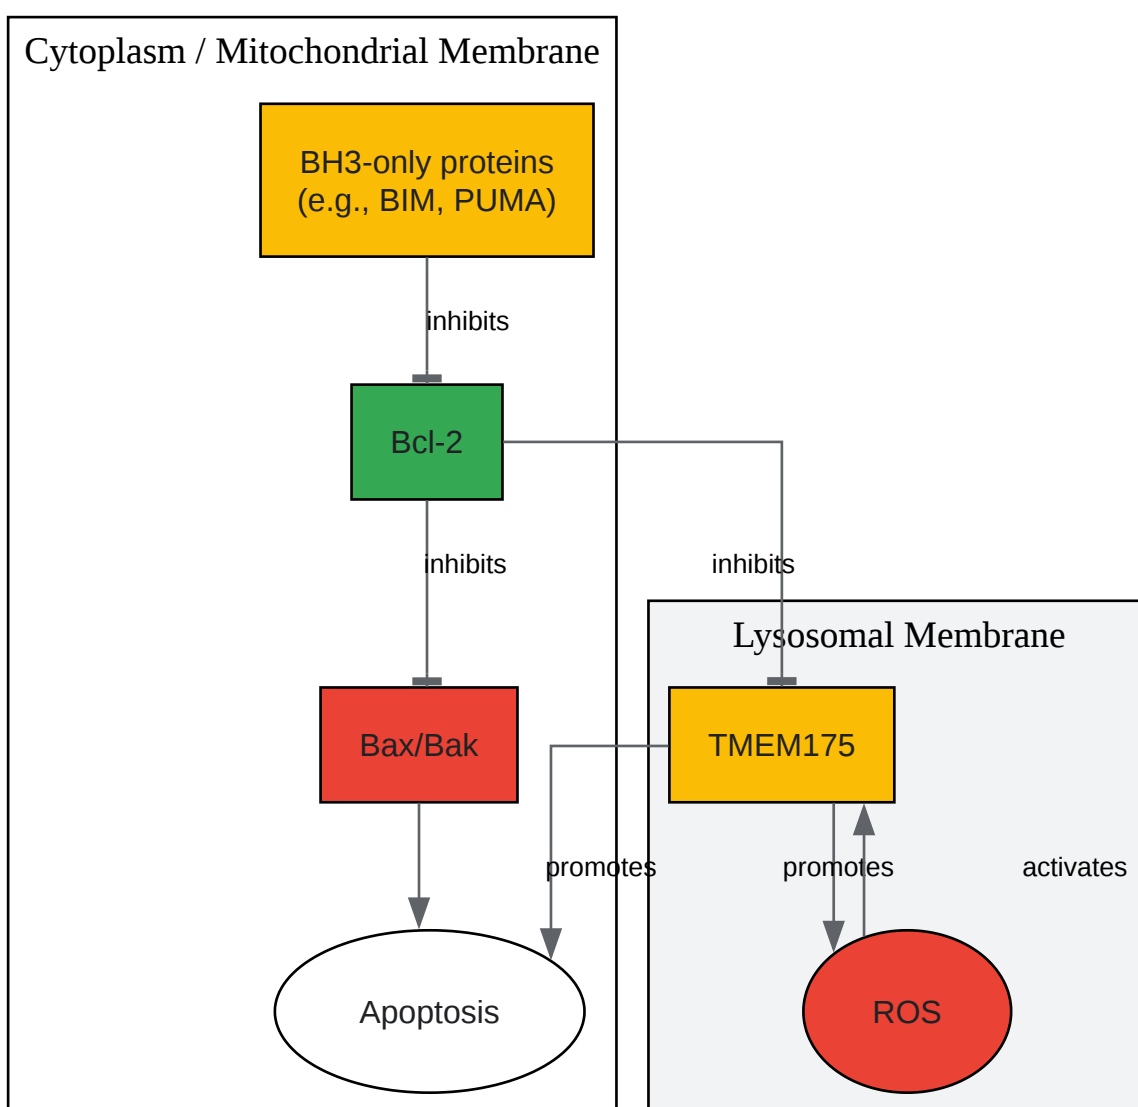 Cytoplasm / Mitochondrial Membrane
BH3-only proteins
(e.g., BIM, PUMA)
inhibits
Bcl-2
inhibits
inhibits
Lysosomal Membrane
Bax/Bak
TMEM175
promotes
promotes
activates
Apoptosis
ROS